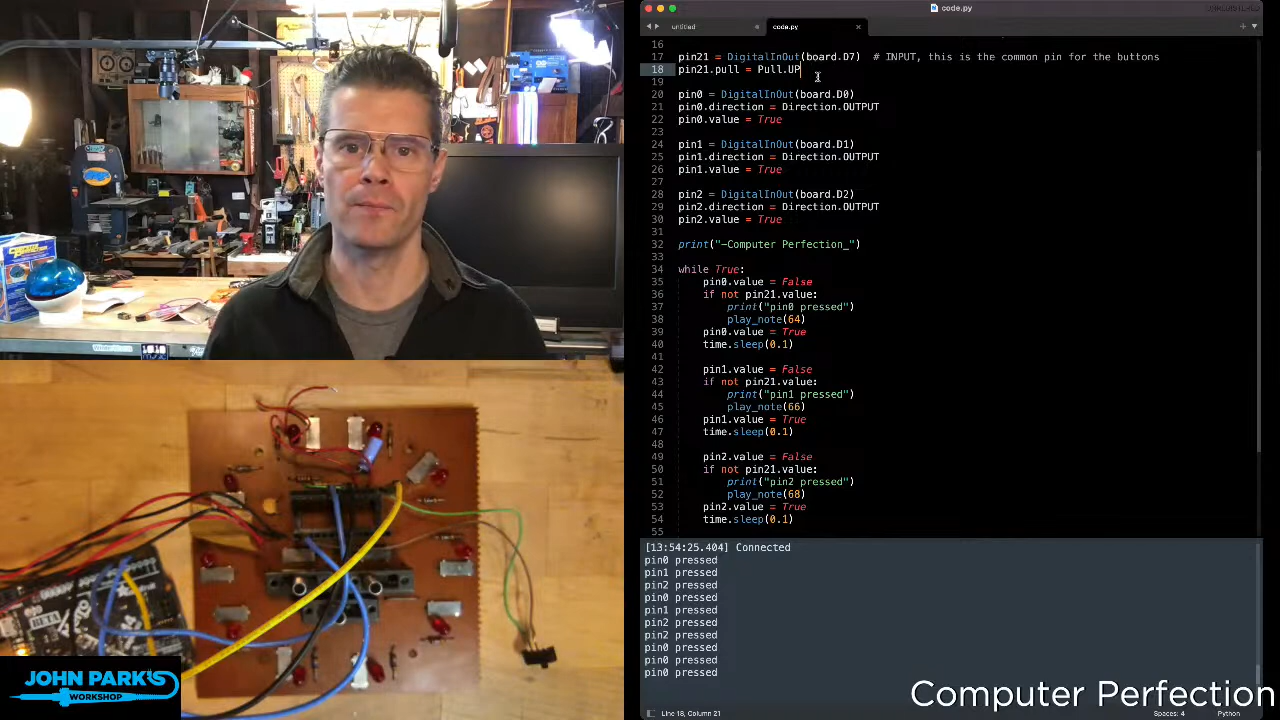 code.py
untitled
code.py
16
17 pin21 = DigitalInOut(board.D7)  # INPUT, this is the common pin for the buttons
18 pin21.pull = Pull.UP
19
20 pin0 = DigitalInOut(board.D0)
21 pin0.direction = Direction.OUTPUT
22 pin0.value = True
23
24 pin1 = DigitalInOut(board.D1)
25 pin1.direction = Direction.OUTPUT
26 pin1.value = True
27
28 pin2 = DigitalInOut(board.D2)
29 pin2.direction = Direction.OUTPUT
30 pin2.value = True
31
32 print("-Computer Perfection_")
33
34 while True:
35 pin0.value = False
36 if not pin21.value:
37 print("pin0 pressed")
38 play_note(64)
39 pin0.value = True
40 time.sleep(0.1)
41
42 pin1.value = False
43 if not pin21.value:
44 print("pin1 pressed")
45 play_note(66)
46 pin1.value = True
47 time.sleep(0.1)
48
49 pin2.value = False
50 if not pin21.value:
51 print("pin2 pressed")
52 play_note(68)
53 pin2.value = True
54 time.sleep(0.1)
55
[13:54:25.404] Connected
pin0 pressed
pin1 pressed
pin2 pressed
pin0 pressed
pin1 pressed
pin2 pressed
pin2 pressed
pin0 pressed
pin0 pressed
pin0 pressed
Line 18, Column 21
Spaces: 4
Python
BETA
JOHN PARK'S
WORKSHOP
Computer Perfection